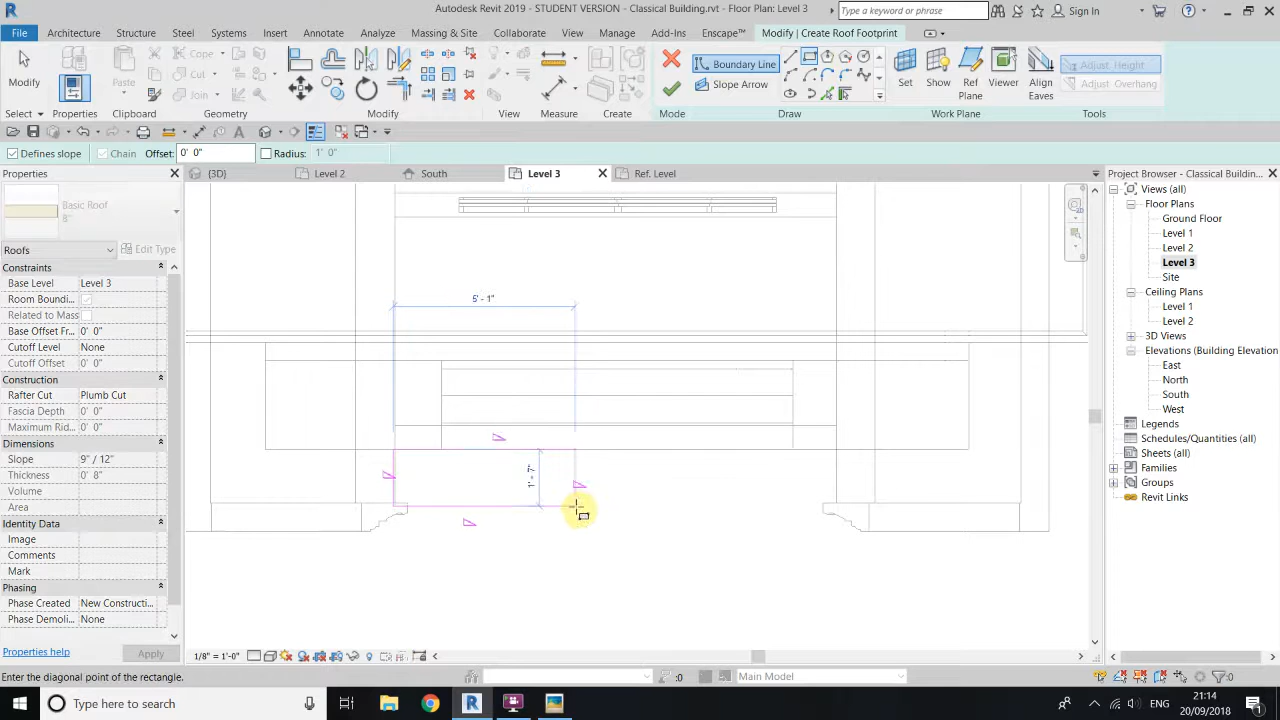 Autodesk Revit 2019 - STUDENT VERSION - Classical Building.rvt - Floor Plan: Level 3
Type a keyword or phrase
Sign In
File Architecture Structure Steel Systems Insert Annotate Analyze Massing & Site Collaborate View Manage Add-Ins Enscape™ Modify | Create Roof Footprint
Modify
Paste
Cope
Cut
Join
Boundary Line
Slope Arrow
Set Show Ref Plane Viewer Align Eaves
Adjust Height
Adjust Overhang
Select Properties Clipboard Geometry Modify View Measure Create Mode Draw Work Plane Tools
Defines slope Chain Offset: 0' 0" Radius: 1' 0"
Properties
{3D} Level 2 South Level 3 Ref. Level
Project Browser - Classical Building...
Basic Roof
8"
Roofs Edit Type
Constraints
Base Level Level 3
Room Boundi...
Related to Mass
Base Offset Fr... 0' 0"
Cutoff Level None
Cutoff Offset 0' 0"
Construction
Rafter Cut Plumb Cut
Fascia Depth 0' 0"
Maximum Rid...
Dimensions
Slope 9" / 12"
Thickness 0' 8"
Volume
Area
Identity Data
Image
Comments
Mark
Phasing
Phase Created New Constructi...
Phase Demoli... None
Properties help Apply
5' - 1"
1' - 7"
Views (all)
Floor Plans
Ground Floor
Level 1
Level 2
Level 3
Site
Ceiling Plans
Level 1
Level 2
3D Views
Elevations (Building Elevation
East
North
South
West
Legends
Schedules/Quantities (all)
Sheets (all)
Families
Groups
Revit Links
1/8" = 1'-0"
Enter the diagonal point of the rectangle.
:0
Main Model
:0
Type here to search
ENG
21:14
20/09/2018
1